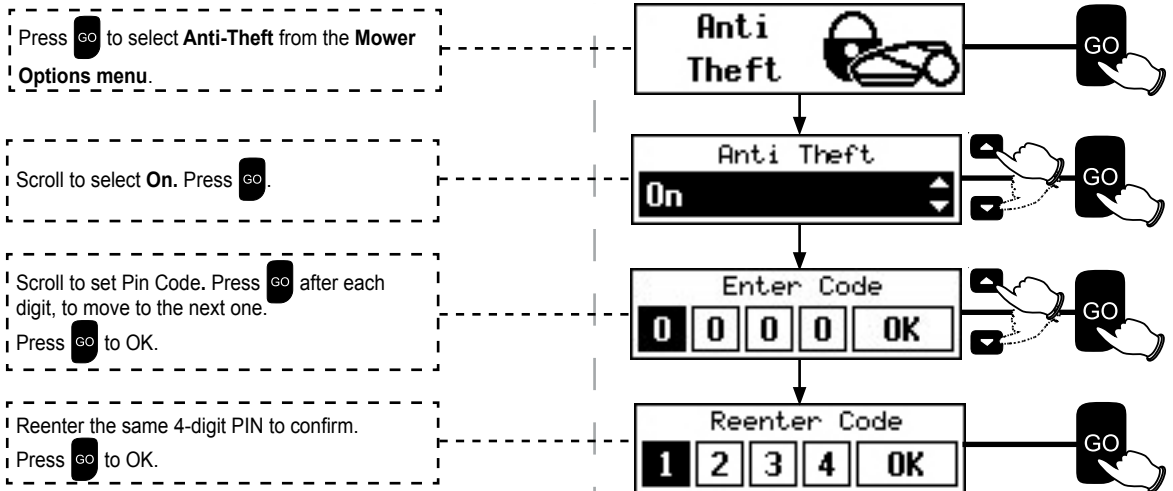 Press GO to select Anti-Theft from the Mower
Options menu.
Anti
Theft
GO
Scroll to select On. Press GO.
Anti Theft
On
GO
Scroll to set Pin Code. Press GO after each
digit, to move to the next one.
Press GO to OK.
Enter Code
0 0 0 0 OK
GO
Reenter the same 4-digit PIN to confirm.
Press GO to OK.
Reenter Code
1 2 3 4 OK
GO